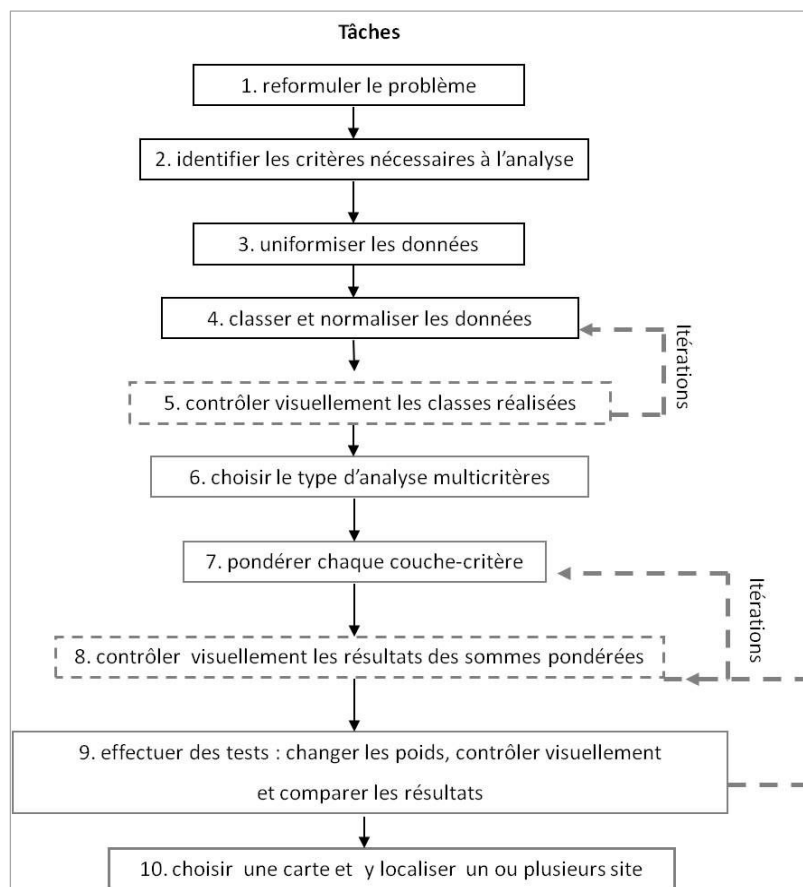 Tâches
1. reformuler le problème
2. identifier les critères nécessaires à l'analyse
3. uniformiser les données
4. classer et normaliser les données
Itérations
5. contrôler visuellement les classes réalisées
6. choisir le type d'analyse multicritères
7. pondérer chaque couche-critère
Itérations
8. contrôler visuellement les résultats des sommes pondérées
9. effectuer des tests : changer les poids, contrôler visuellement
et comparer les résultats
10. choisir une carte et y localiser un ou plusieurs site